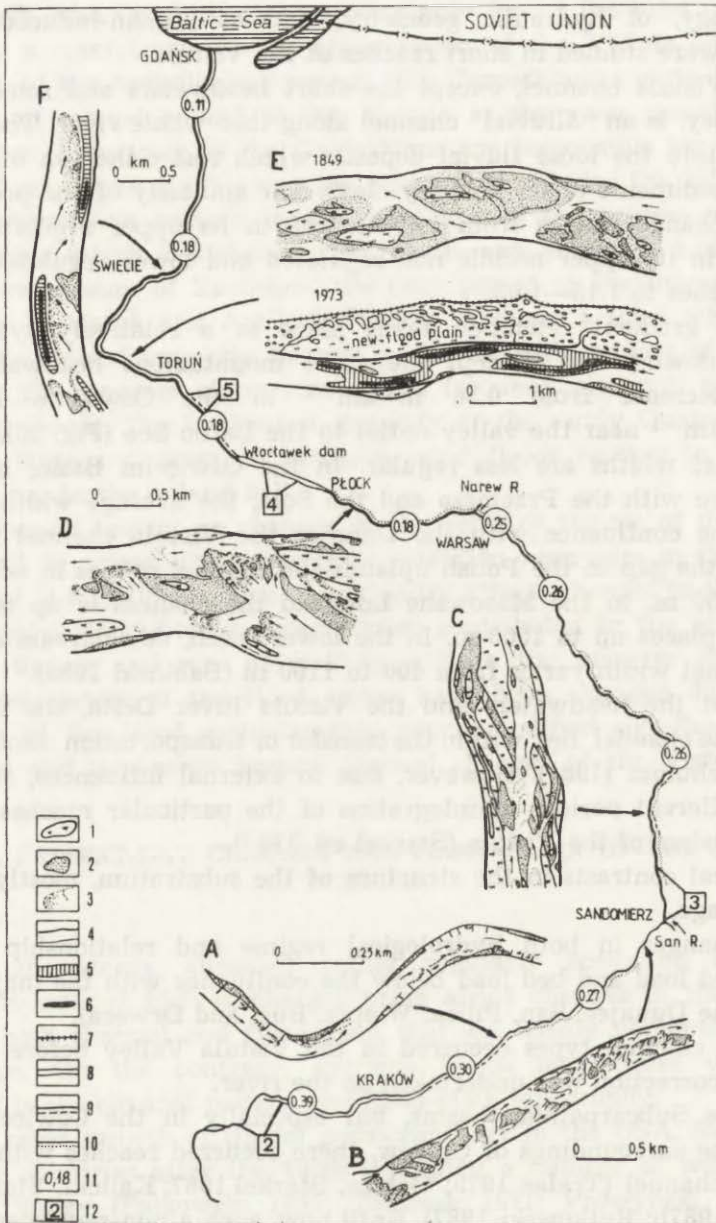 Baltic Sea
SOVIET UNION
GDAŃSK
F
0.11
0 km 0.5
E
1849
0.18
ŚWIECIE
1973
new flood plain
TORUŃ
5
0 1km
0.18
Włocławek dam
0 0,5 km
4
PŁOCK
Narew R.
D
0.18
0.25
WARSAW
0.26
C
0.26
1
2
3
4
5
6
7
8
9
10
0,18 11
2 12
SANDOMIERZ
3
San R.
A
0 0.25 km
0.27
KRAKÓW
0.30
0.39
2
B
0 0,5 km